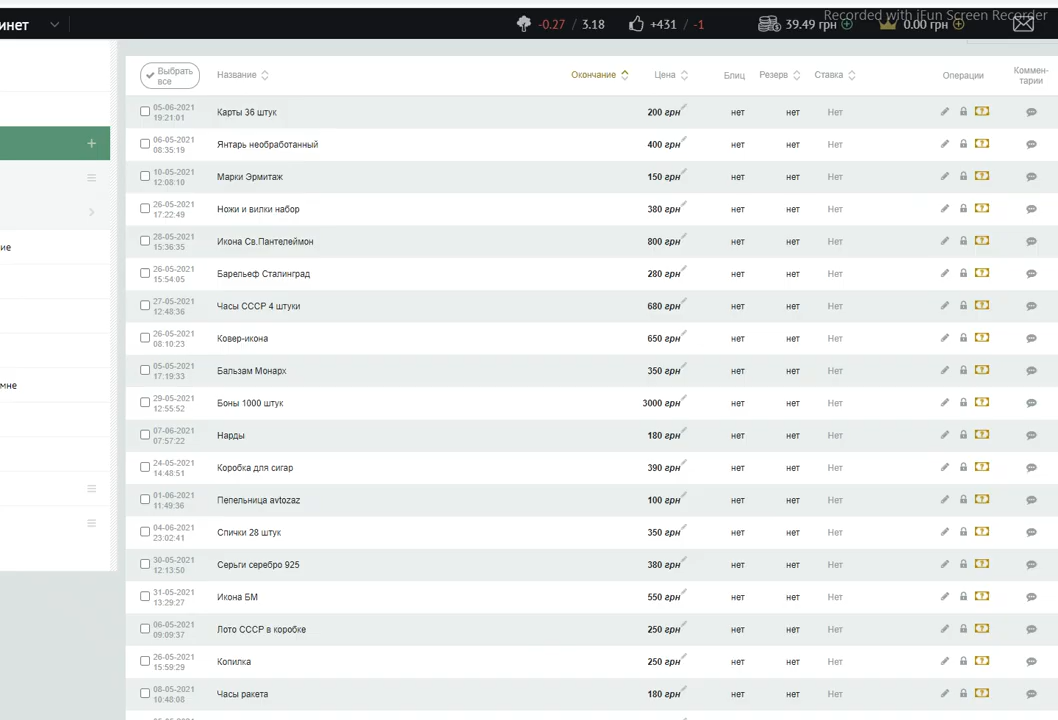 инет -0.27 / 3.18 +431 / -1 39.49 грн 0.00 грн
Recorded with iFun Screen Recorder
Выбрать все Название Окончание Цена Блиц Резерв Ставка Операции Коммен-тарии
05-06-2021 19:21:01 Карты 36 штук 200 грн нет нет Нет
06-05-2021 08:35:19 Янтарь необработанный 400 грн нет нет Нет
10-05-2021 12:08:10 Марки Эрмитаж 150 грн нет нет Нет
26-05-2021 17:22:49 Ножи и вилки набор 380 грн нет нет Нет
28-05-2021 15:36:35 Икона Св.Пантелеймон 800 грн нет нет Нет
ие
26-05-2021 15:54:05 Барельеф Сталинград 280 грн нет нет Нет
27-05-2021 12:48:36 Часы СССР 4 штуки 680 грн нет нет Нет
26-05-2021 08:10:23 Ковер-икона 650 грн нет нет Нет
05-05-2021 17:19:33 Бальзам Монарх 350 грн нет нет Нет
мне
29-05-2021 12:55:52 Боны 1000 штук 3000 грн нет нет Нет
07-06-2021 07:57:22 Нарды 180 грн нет нет Нет
24-05-2021 14:48:51 Коробка для сигар 390 грн нет нет Нет
01-06-2021 11:49:36 Пепельница avtozaz 100 грн нет нет Нет
04-06-2021 23:02:41 Спички 28 штук 350 грн нет нет Нет
30-05-2021 12:13:50 Серьги серебро 925 380 грн нет нет Нет
31-05-2021 13:29:27 Икона БМ 550 грн нет нет Нет
06-05-2021 09:09:37 Лото СССР в коробке 250 грн нет нет Нет
26-05-2021 15:59:29 Копилка 250 грн нет нет Нет
08-05-2021 10:48:08 Часы ракета 180 грн нет нет Нет